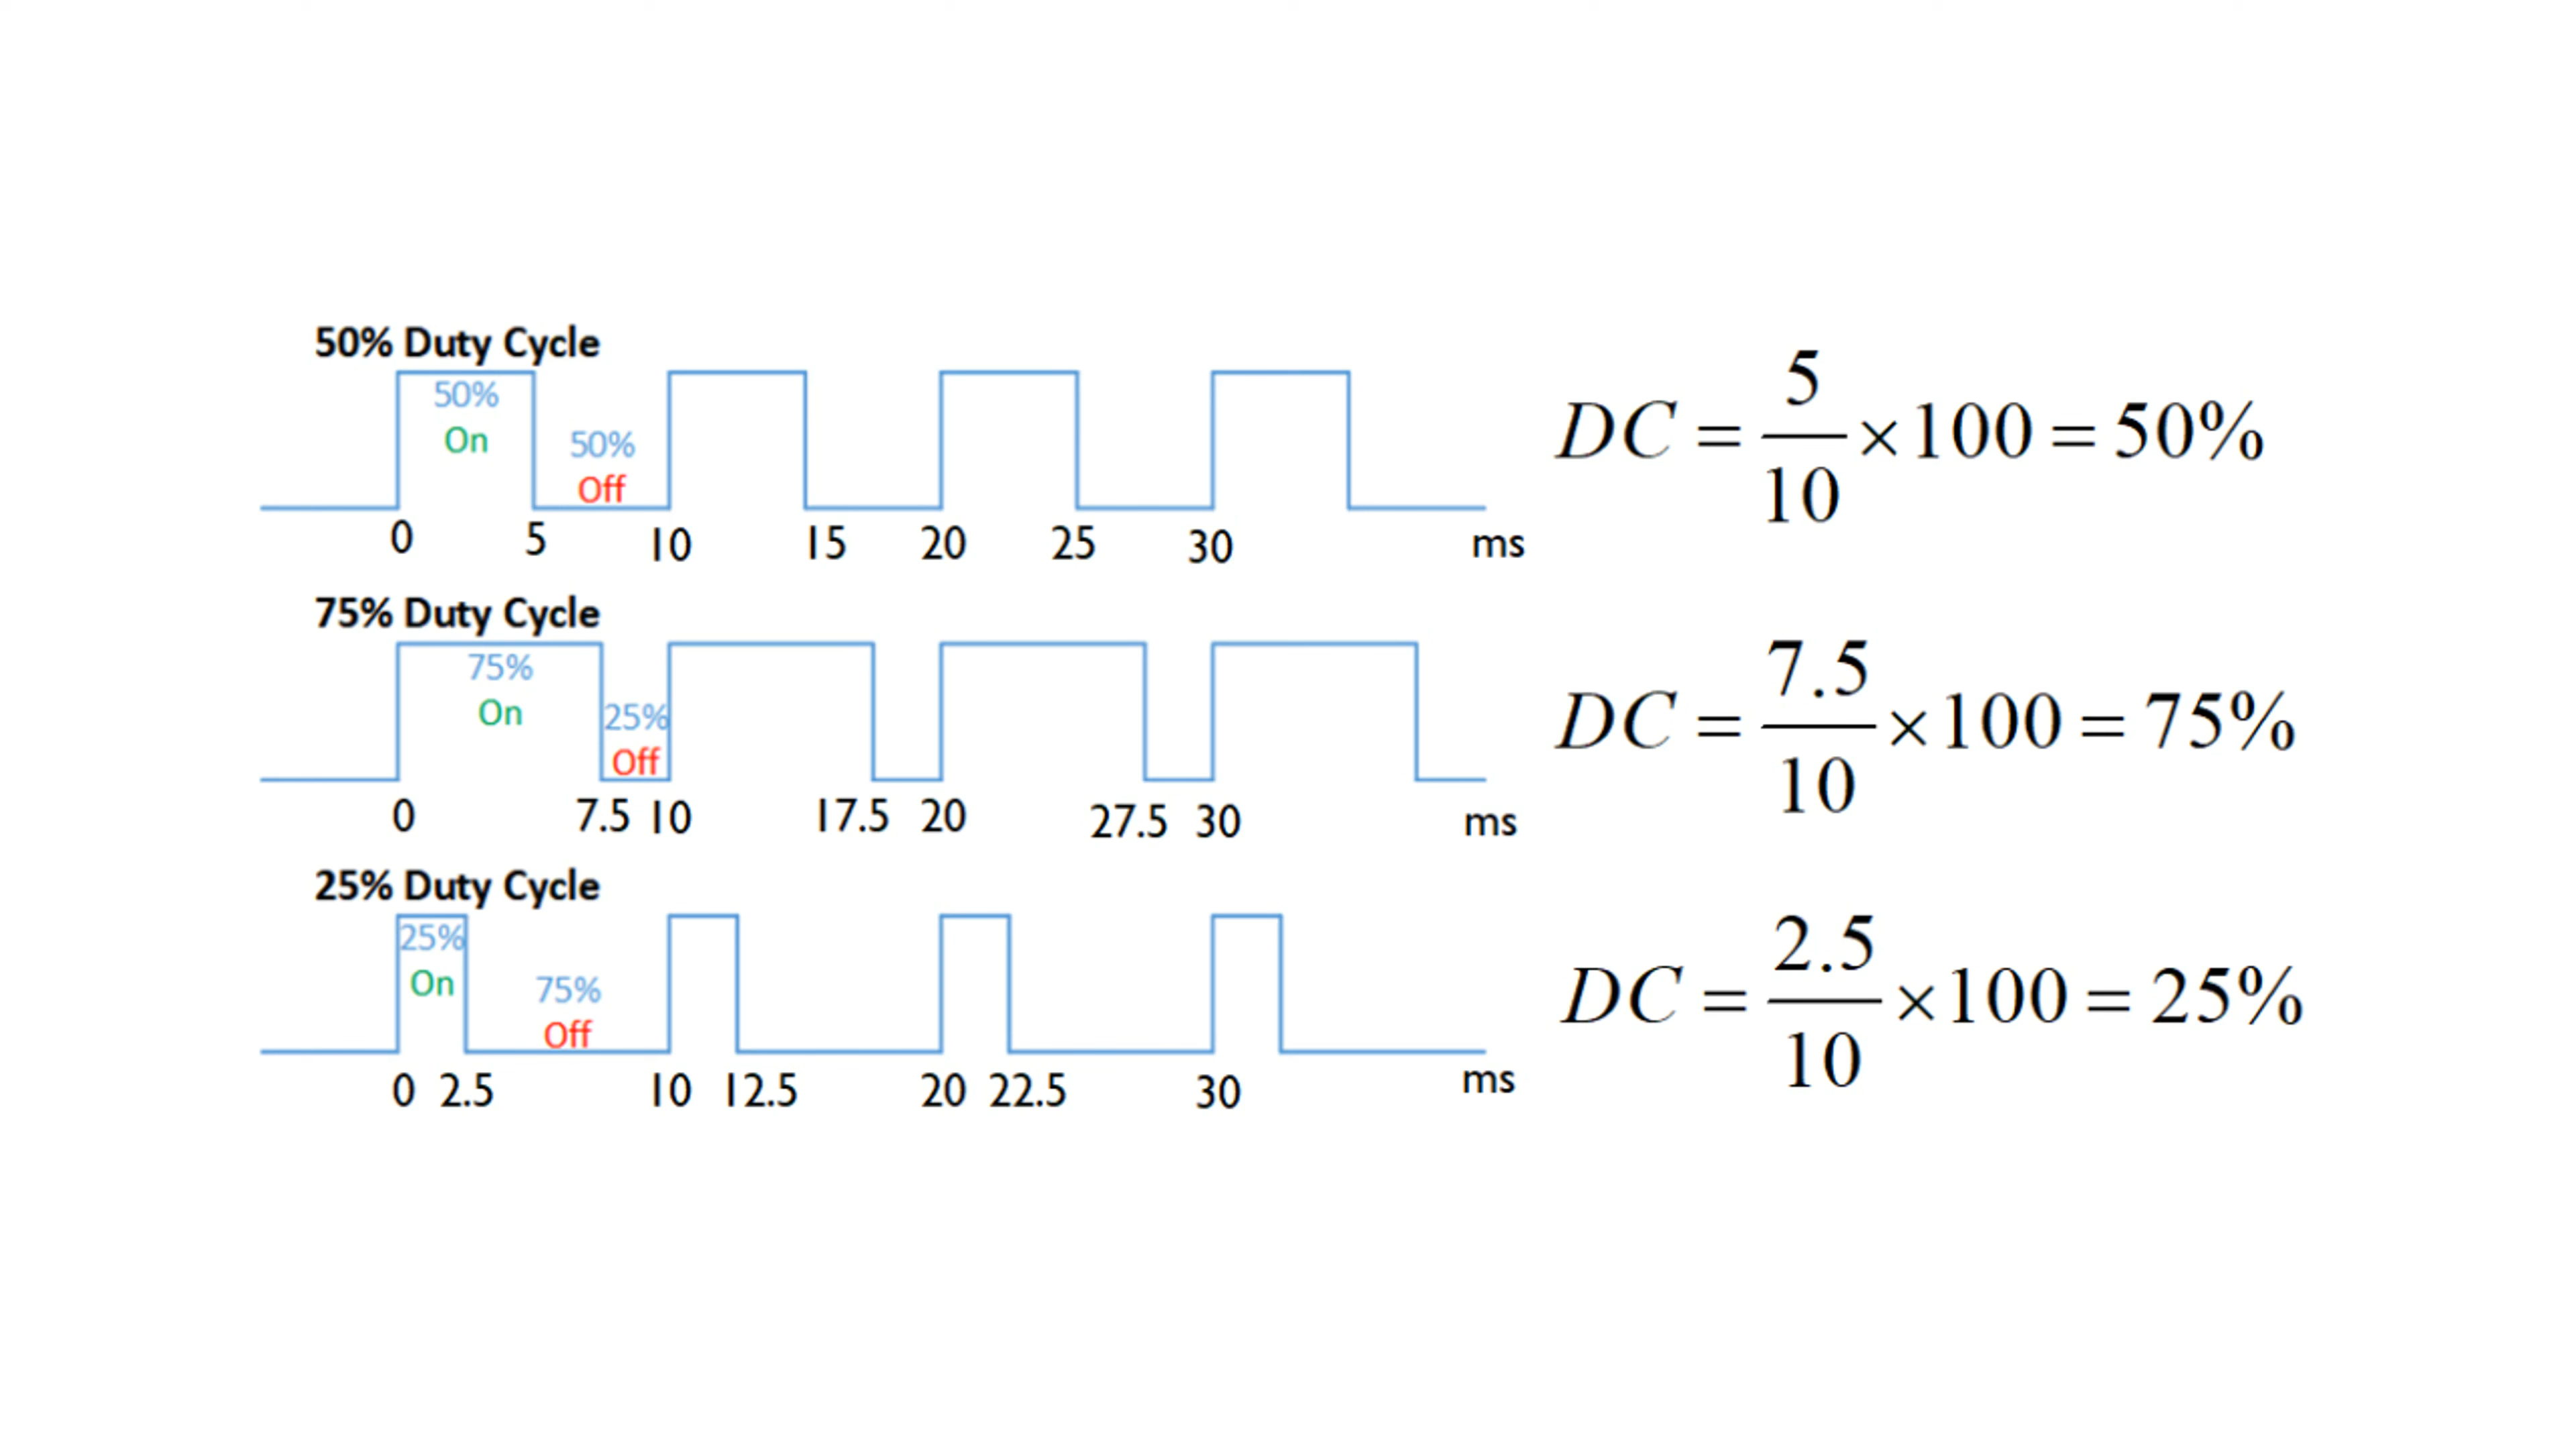 50% Duty Cycle
50%
On
50%
Off
0 5 10 15 20 25 30 ms
DC = 5/10 ×100 = 50%
75% Duty Cycle
75%
On
25%
Off
0 7.5 10 17.5 20 27.5 30 ms
DC = 7.5/10 ×100 = 75%
25% Duty Cycle
25%
On
75%
Off
0 2.5 10 12.5 20 22.5 30 ms
DC = 2.5/10 ×100 = 25%